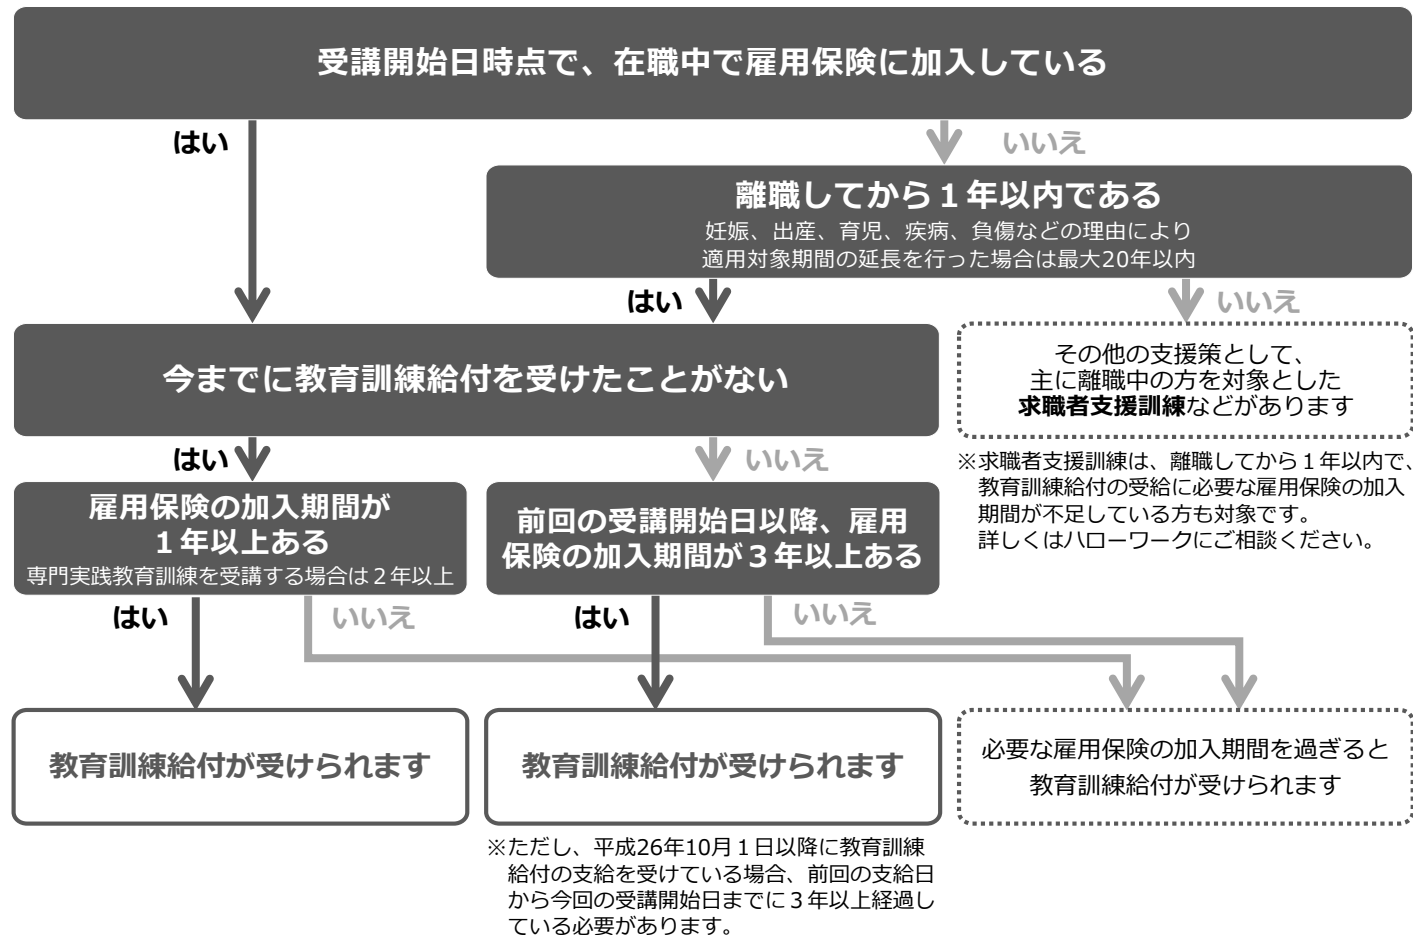 受講開始日時点で、在職中で雇用保険に加入している
はい
いいえ
離職してから１年以内である
妊娠、出産、育児、疾病、負傷などの理由により
適用対象期間の延長を行った場合は最大20年以内
はい
いいえ
今までに教育訓練給付を受けたことがない
その他の支援策として、
主に離職中の方を対象とした
求職者支援訓練などがあります
※求職者支援訓練は、離職してから１年以内で、
教育訓練給付の受給に必要な雇用保険の加入
期間が不足している方も対象です。
詳しくはハローワークにご相談ください。
はい
いいえ
雇用保険の加入期間が
１年以上ある
専門実践教育訓練を受講する場合は２年以上
前回の受講開始日以降、雇用
保険の加入期間が３年以上ある
はい
いいえ
はい
いいえ
教育訓練給付が受けられます
教育訓練給付が受けられます
必要な雇用保険の加入期間を過ぎると
教育訓練給付が受けられます
※ただし、平成26年10月１日以降に教育訓練
給付の支給を受けている場合、前回の支給日
から今回の受講開始日までに３年以上経過し
ている必要があります。